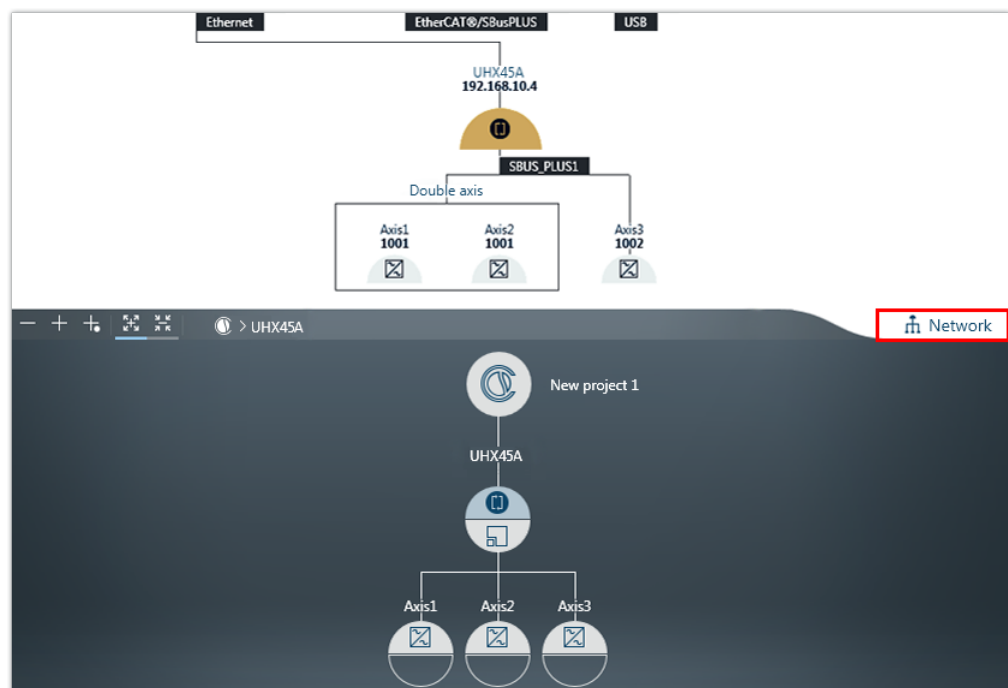 Ethernet
EtherCAT®/SBusPLUS
USB
UHX45A
192.168.10.4
SBUS_PLUS1
Double axis
Axis1
1001
Axis2
1001
Axis3
1002
> UHX45A
Network
New project 1
UHX45A
Axis1
Axis2
Axis3